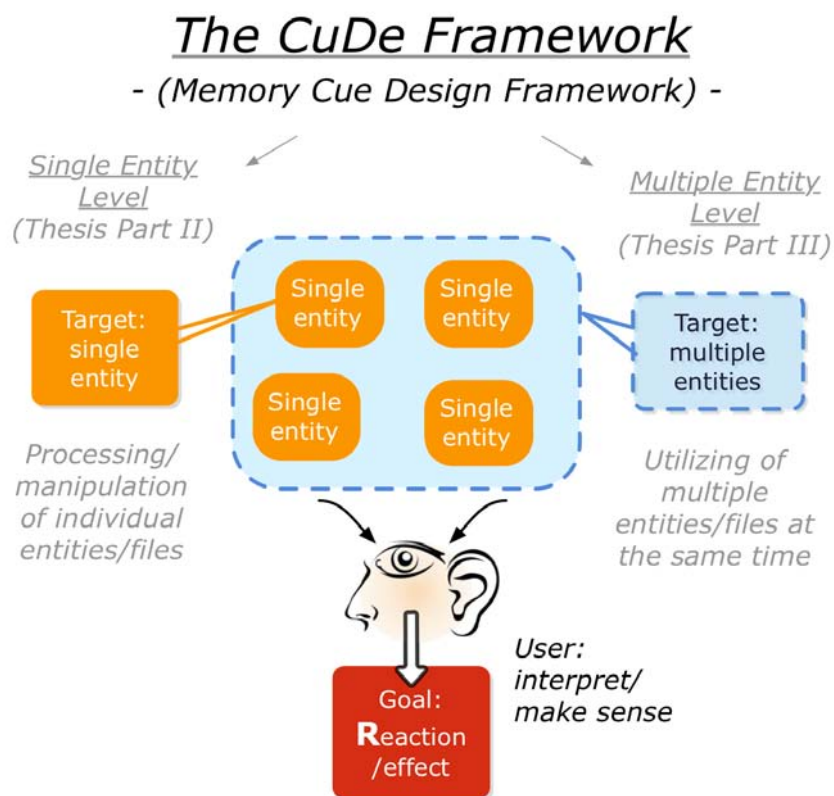 The CuDe Framework
- (Memory Cue Design Framework) -
Single Entity
Level
(Thesis Part II)
Multiple Entity
Level
(Thesis Part III)
Target:
single
entity
Single
entity
Single
entity
Single
entity
Single
entity
Target:
multiple
entities
Processing/
manipulation
of individual
entities/files
Utilizing of
multiple
entities/files at
the same time
User:
interpret/
make sense
Goal:
Reaction
/effect